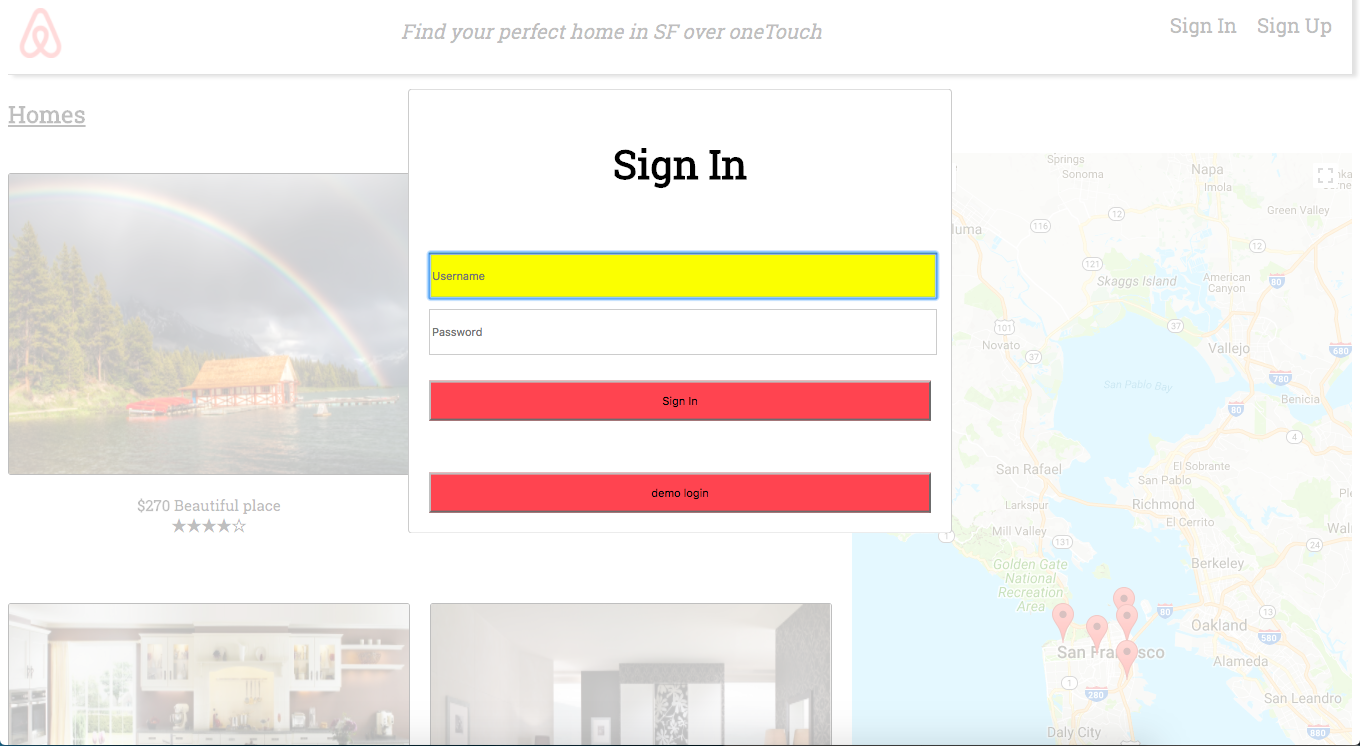 Find your perfect home in SF over oneTouch
Sign In
Sign Up
Homes
Sign In
Username
Password
Sign In
demo login
$270 Beautiful place
★★★★☆
Springs
Sonoma
Napa
Imola
Green Valley
12
116
12
luma
121
Skaggs Island
American
Canyon
80
101
37
Novato
37
Vallejo
680
San Pablo Bay
780
Benicia
80
4
San Rafael
El Sobrante
San Pablo
Larkspur
Richmond
El Cerrito
Mill Valley
1
131
24
Golden Gate
National
Recreation
Area
Berkeley
80
13
Oakland
580
Alameda
1
280
San Leandro
Daly City
880